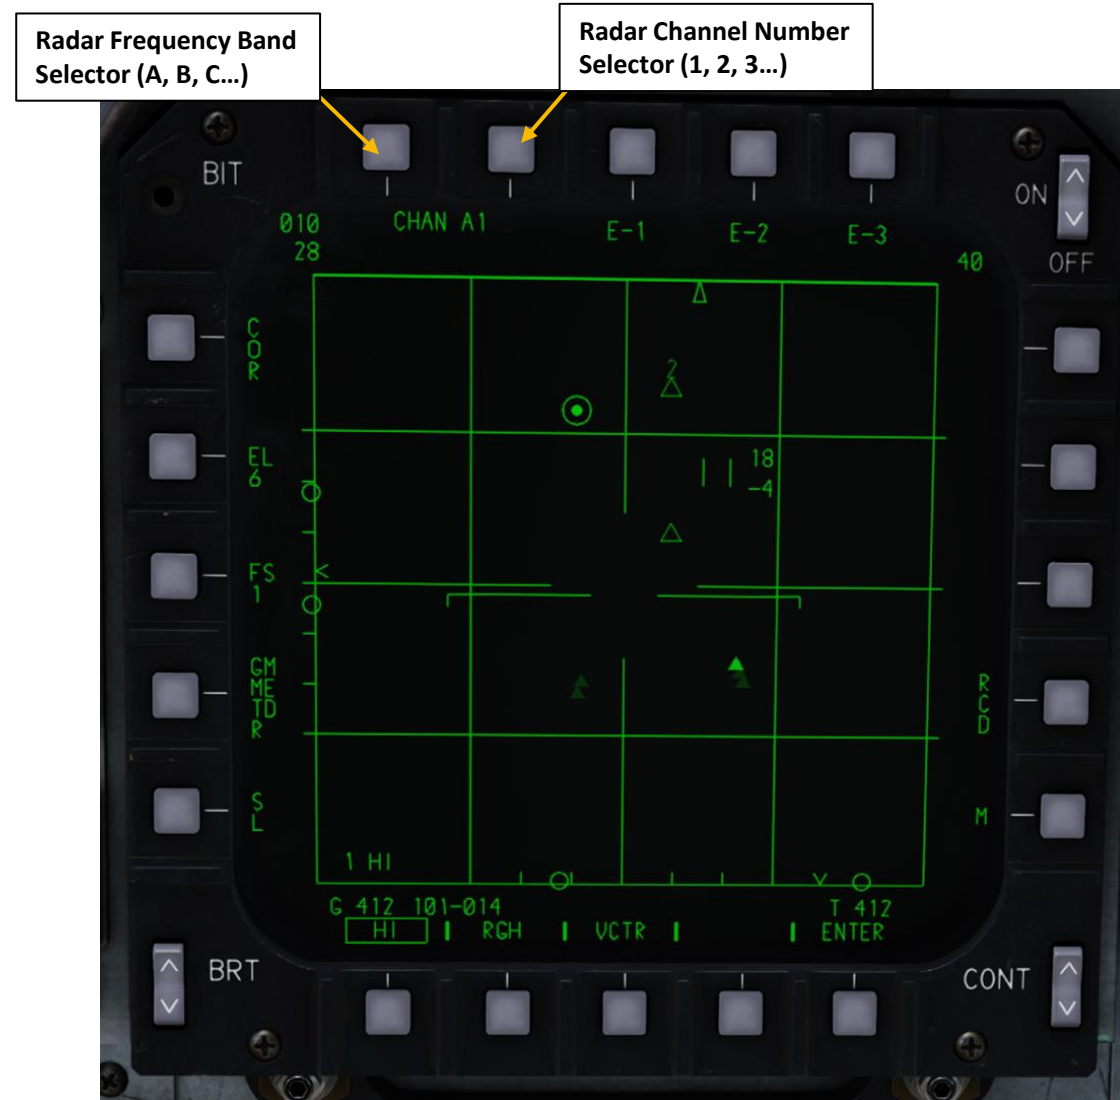 Radar Frequency Band
Selector (A, B, C…)
Radar Channel Number
Selector (1, 2, 3…)
BIT
ON
OFF
010
CHAN A1
E-1
E-2
E-3
28
40
COR
2
EL
6
18
-4
FS
1
GM
ME
TD
R
RCD
SL
M
1 HI
G 412 101-014
T 412
HI
RGH
VCTR
ENTER
BRT
CONT